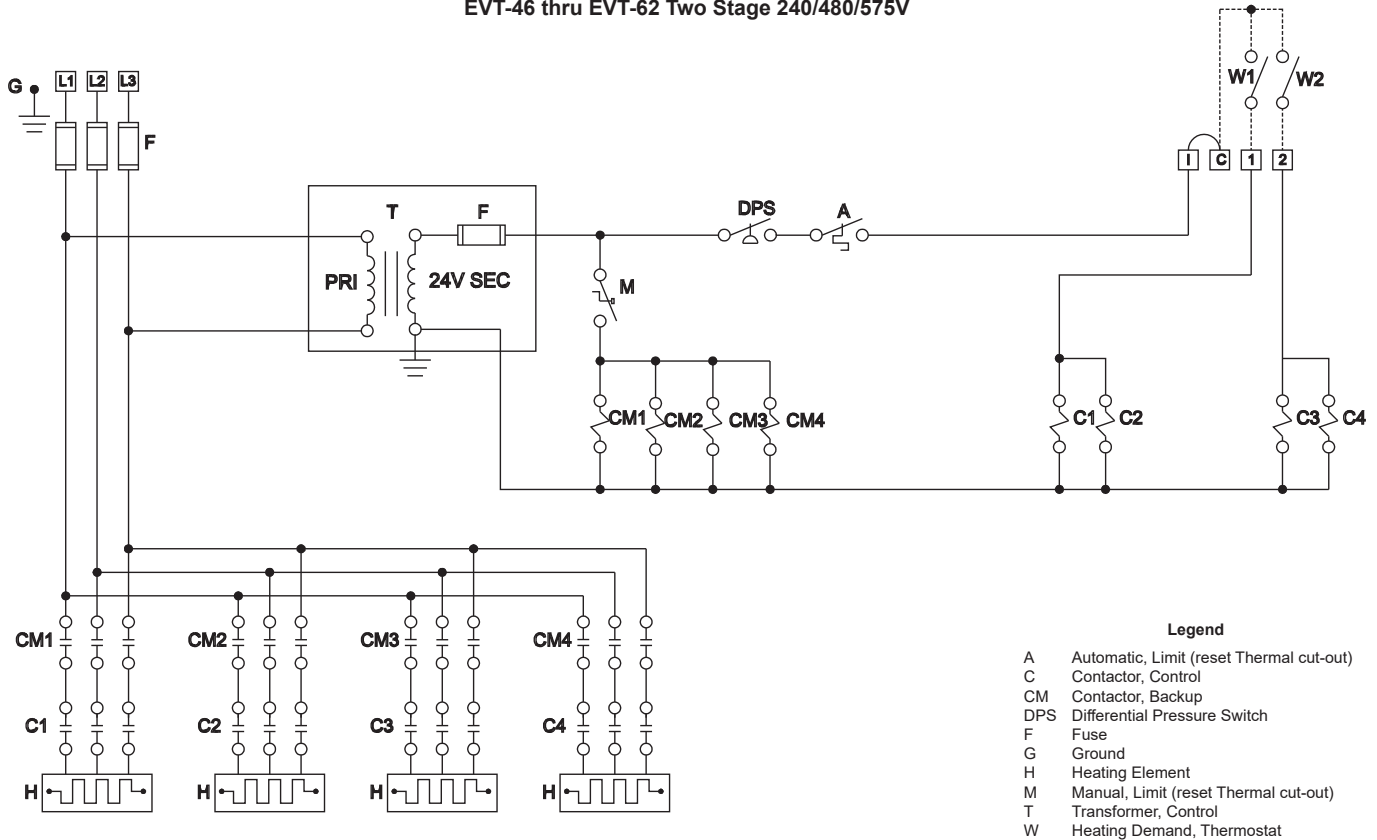 EVT-46 thru EVT-62 Two Stage 240/480/575V
G L1 L2 L3
F
W1 W2
I C 1 2
T F
PRI 24V SEC
DPS A
M
CM1 CM2 CM3 CM4
C1 C2 C3 C4
CM1 CM2 CM3 CM4
C1 C2 C3 C4
H H H H
Legend
A Automatic, Limit (reset Thermal cut-out)
C Contactor, Control
CM Contactor, Backup
DPS Differential Pressure Switch
F Fuse
G Ground
H Heating Element
M Manual, Limit (reset Thermal cut-out)
T Transformer, Control
W Heating Demand, Thermostat